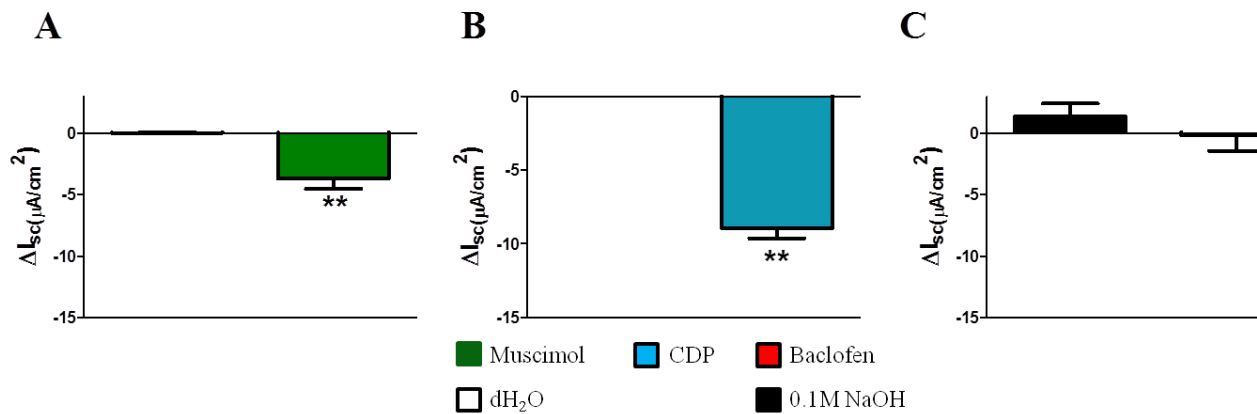 A
B
C
ΔIsc(μA/cm²)
0
-5
-10
-15
**
ΔIsc(μA/cm²)
0
-5
-10
-15
**
ΔIsc(μA/cm²)
0
-5
-10
-15
Muscimol
CDP
Baclofen
dH₂O
0.1M NaOH